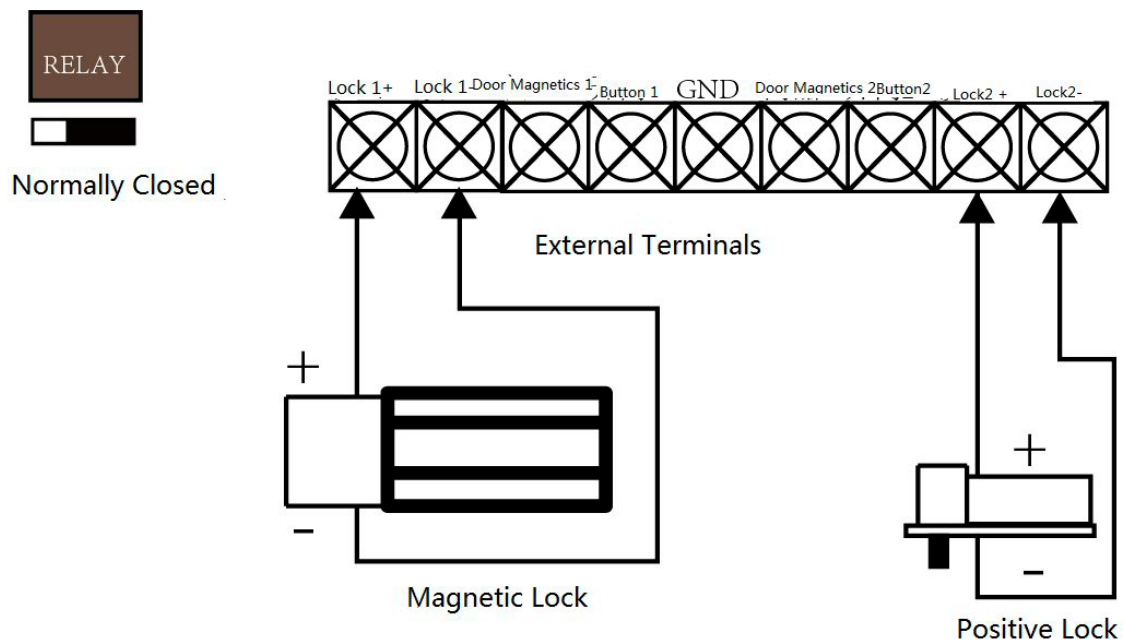 RELAY
Normally Closed
Lock 1+ Lock 1- Door Magnetics 1 Button 1 GND Door Magnetics 2 Button2 Lock2 + Lock2-
External Terminals
+
-
Magnetic Lock
+
-
Positive Lock